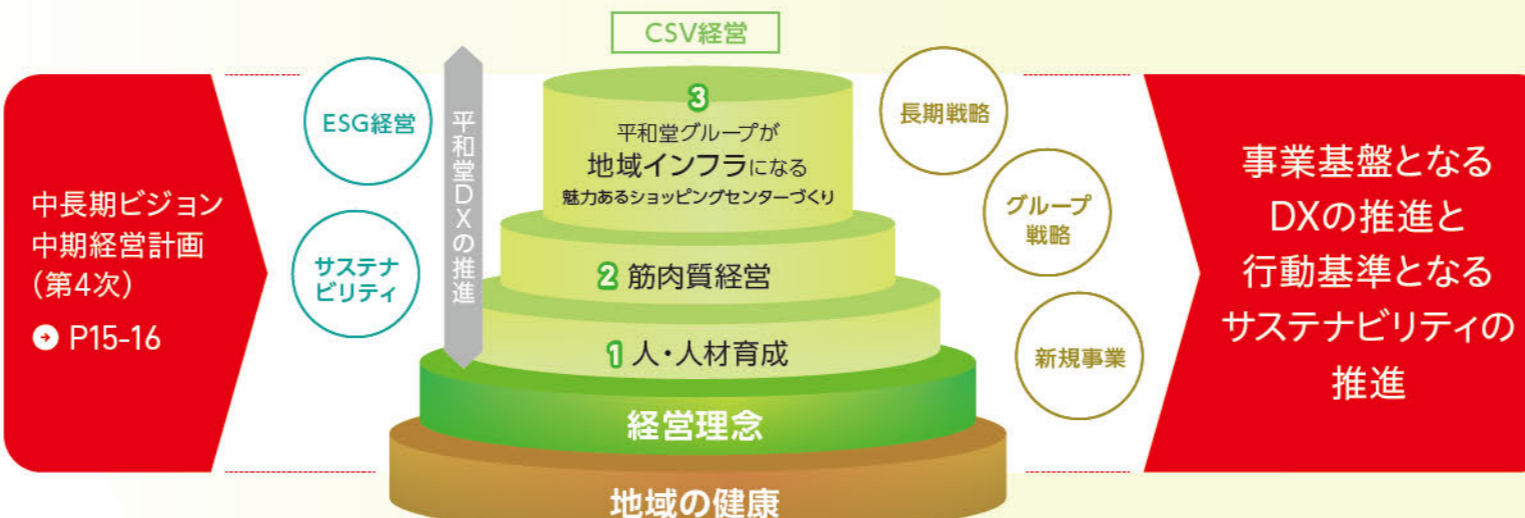 中長期ビジョン
中期経営計画
(第4次)
P15-16
ESG経営
サステナ
ビリティ
平和堂DXの推進
CSV経営
3
平和堂グループが
地域インフラになる
魅力あるショッピングセンターづくり
2 筋肉質経営
1 人・人材育成
経営理念
地域の健康
長期戦略
グループ
戦略
新規事業
事業基盤となる
DXの推進と
行動基準となる
サステナビリティの
推進